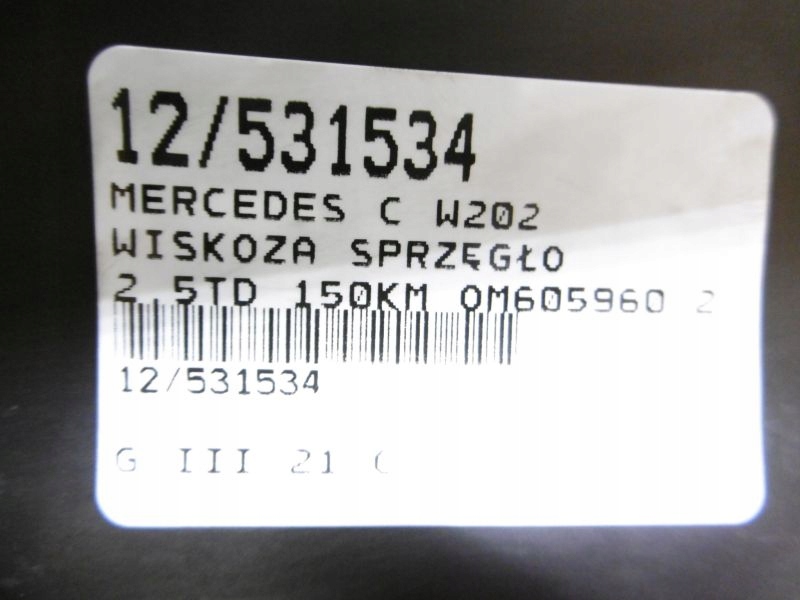 12/531534
MERCEDES C W202
WISKOZA SPRZĘGŁO
2.5TD 150KM OM605960 2
12/531534
G III 21